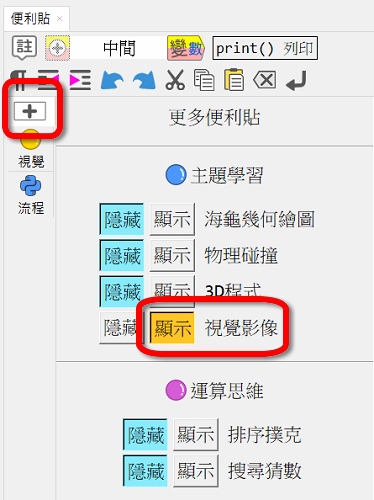 便利貼 ×
註 中間 變數 print() 列印
更多便利貼
視覺
流程
主題學習
隱藏 顯示 海龜幾何繪圖
隱藏 顯示 物理碰撞
隱藏 顯示 3D程式
隱藏 顯示 視覺影像
運算思維
隱藏 顯示 排序撲克
隱藏 顯示 搜尋猜數